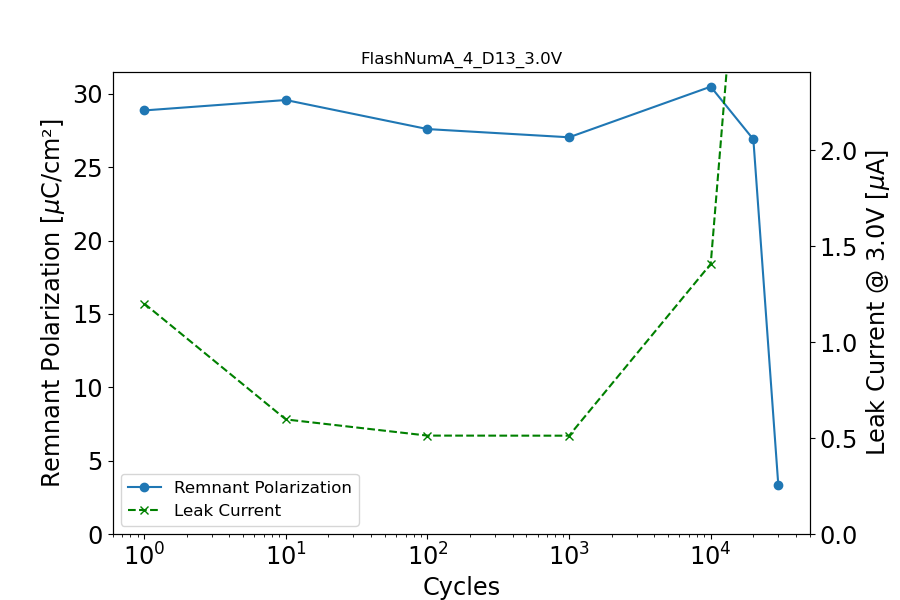 FlashNumA_4_D13_3.0V
30
25
20
15
10
5
0
Remnant Polarization [μC/cm²]
2.0
1.5
1.0
0.5
0.0
Leak Current @ 3.0V [μA]
Remnant Polarization
Leak Current
10⁰ 10¹ 10² 10³ 10⁴
Cycles